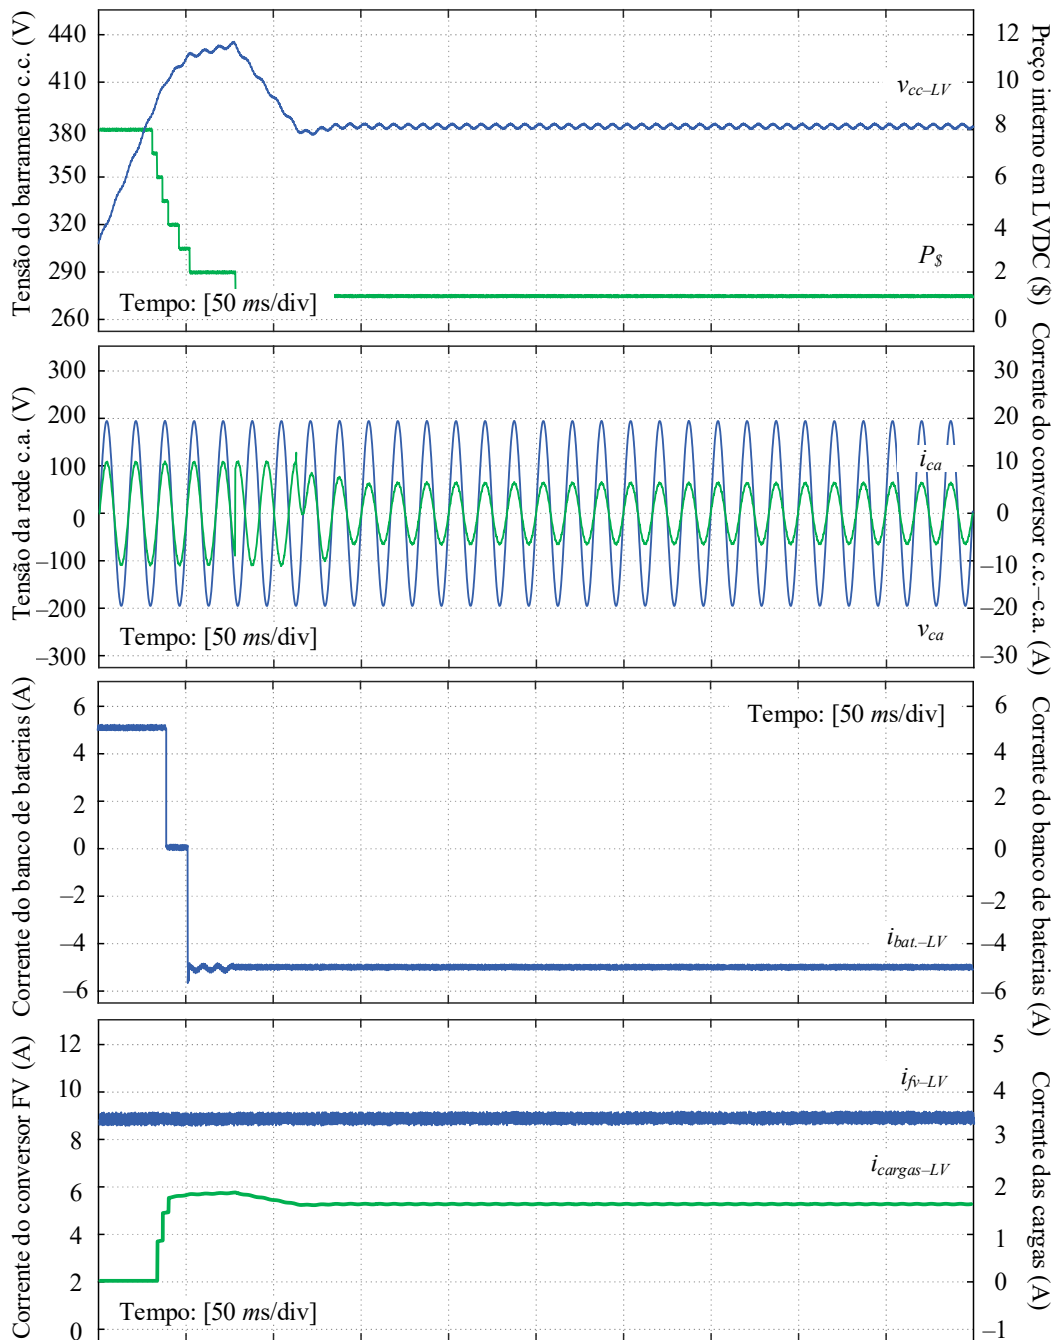 Tensão do barramento c.c. (V)
440
410
380
350
320
290
260
v_cc–LV
P_$
Tempo: [50 ms/div]
12
10
8
6
4
2
0
Preço interno em LVDC ($)
Tensão da rede c.a. (V)
300
200
100
0
−100
−200
−300
i_ca
v_ca
Tempo: [50 ms/div]
30
20
10
0
−10
−20
−30
Corrente do conversor c.c.–c.a. (A)
Corrente do banco de baterias (A)
6
4
2
0
−2
−4
−6
Tempo: [50 ms/div]
i_bat.–LV
6
4
2
0
−2
−4
−6
Corrente do banco de baterias (A)
Corrente do conversor FV (A)
12
10
8
6
4
2
0
i_fv–LV
i_cargas–LV
Tempo: [50 ms/div]
5
4
3
2
1
0
−1
Corrente das cargas (A)